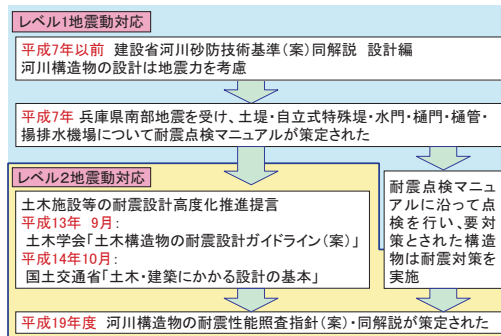 レベル1地震動対応
平成7年以前 建設省河川砂防技術基準(案)同解説 設計編
河川構造物の設計は地震力を考慮
平成7年 兵庫県南部地震を受け、土堤・自立式特殊堤・水門・樋門・樋管・
揚排水機場について耐震点検マニュアルが策定された
レベル2地震動対応
土木施設等の耐震設計高度化推進提言
平成13年 9月:
土木学会「土木構造物の耐震設計ガイドライン(案)」
平成14年10月:
国土交通省「土木・建築にかかる設計の基本」
耐震点検マニュ
アルに沿って点
検を行い、要対
策とされた構造
物は耐震対策を
実施
平成19年度 河川構造物の耐震性能照査指針(案)・同解説が策定された